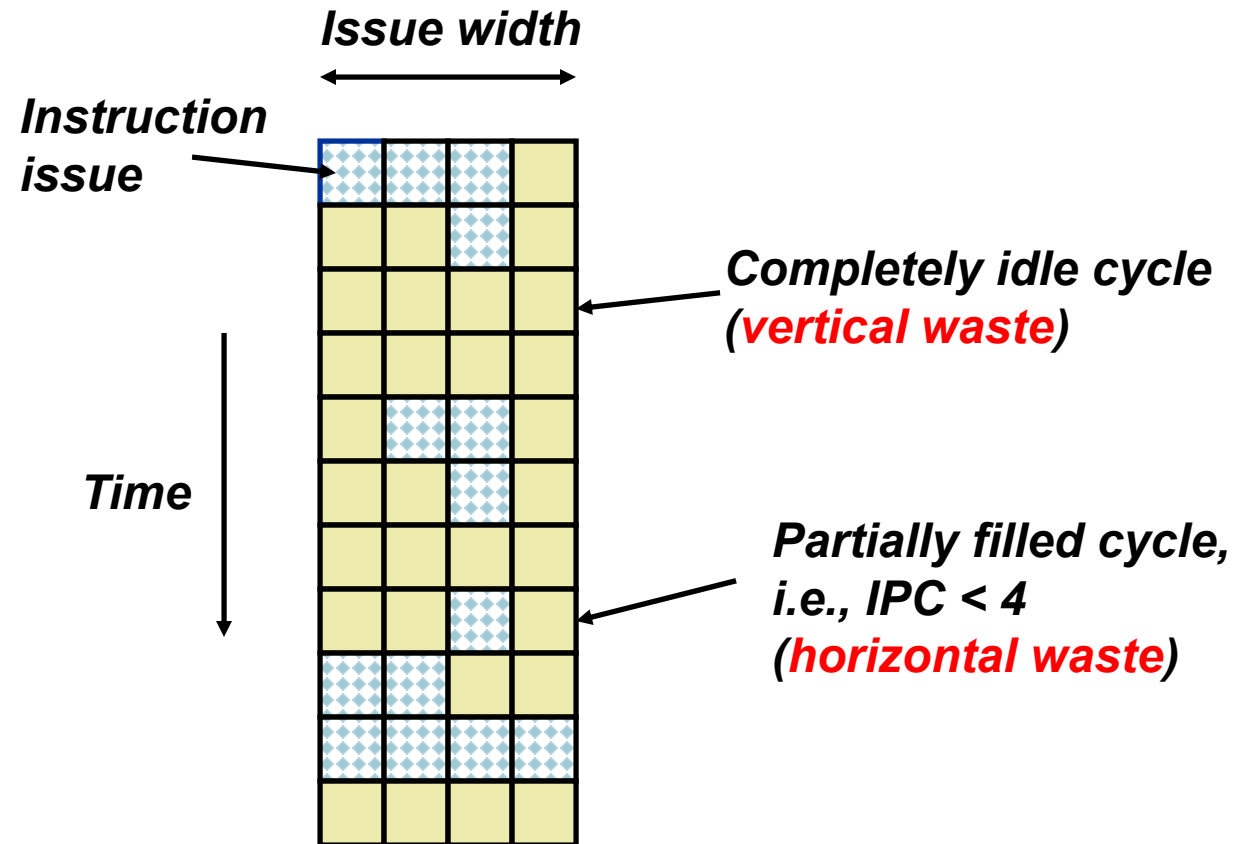 Issue width
Instruction
issue
Completely idle cycle
(vertical waste)
Time
Partially filled cycle,
i.e., IPC < 4
(horizontal waste)